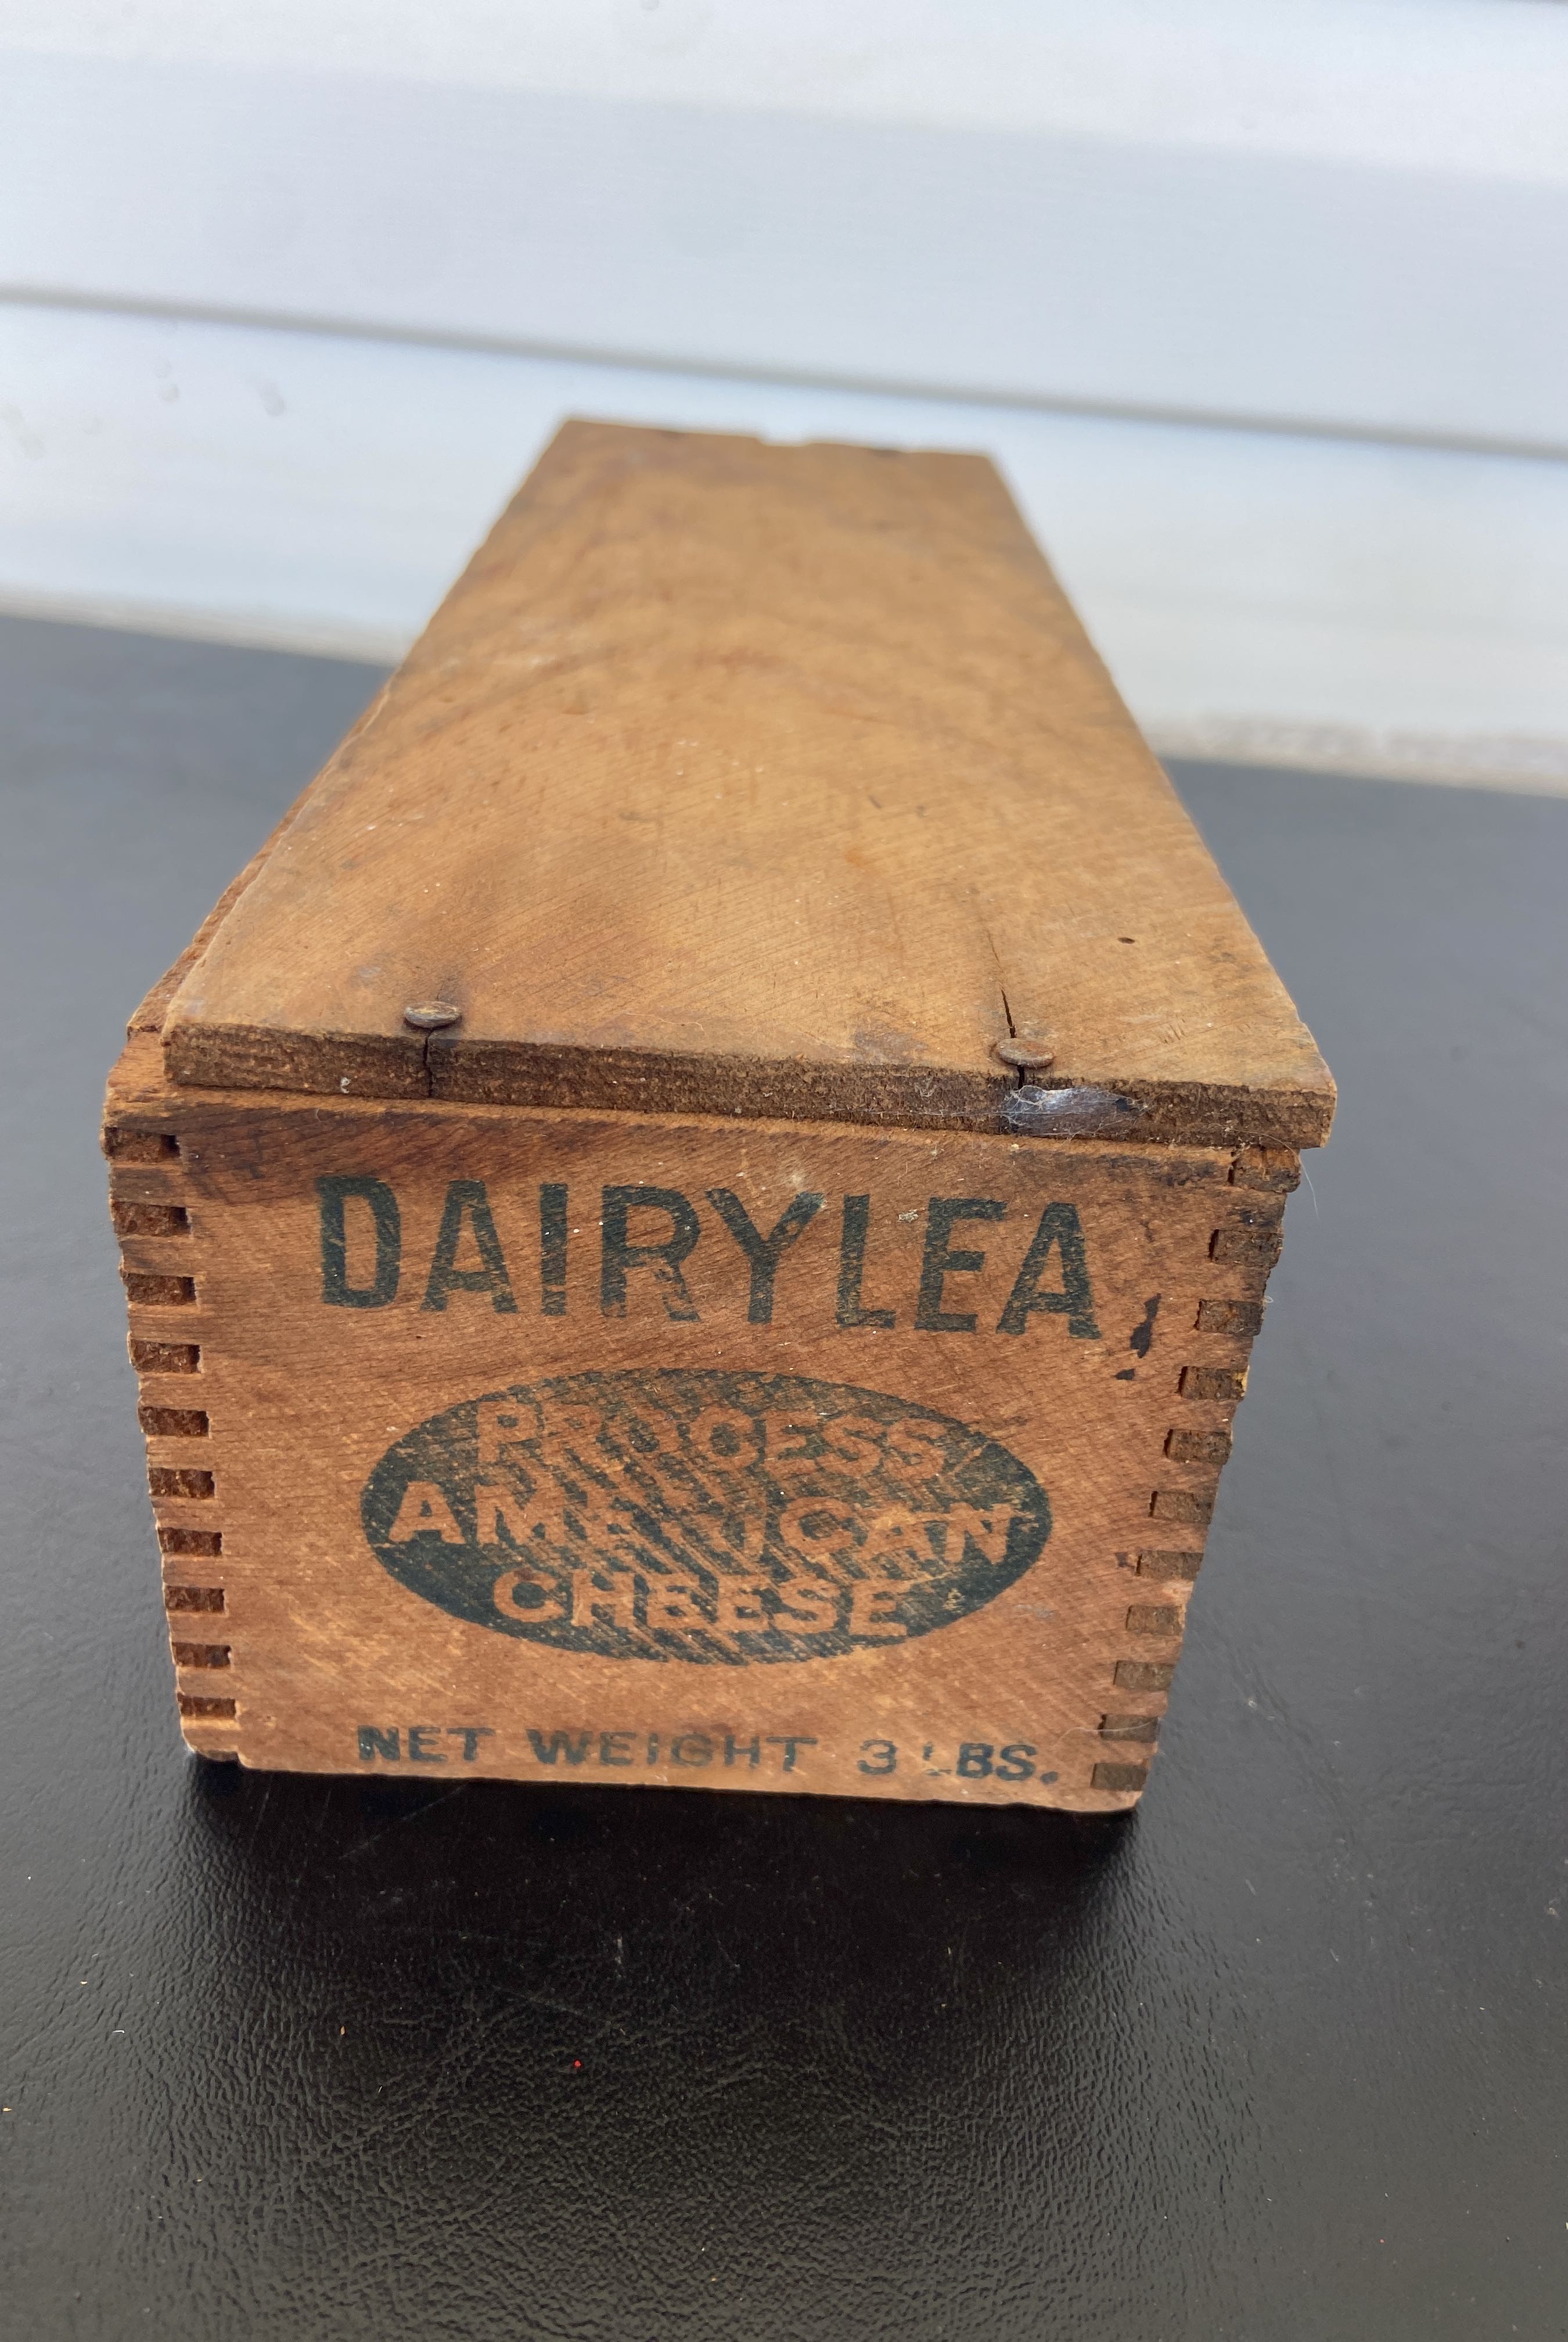 DAIRYLEA
PROCESS
AMERICAN
CHEESE
NET WEIGHT 3 LBS.